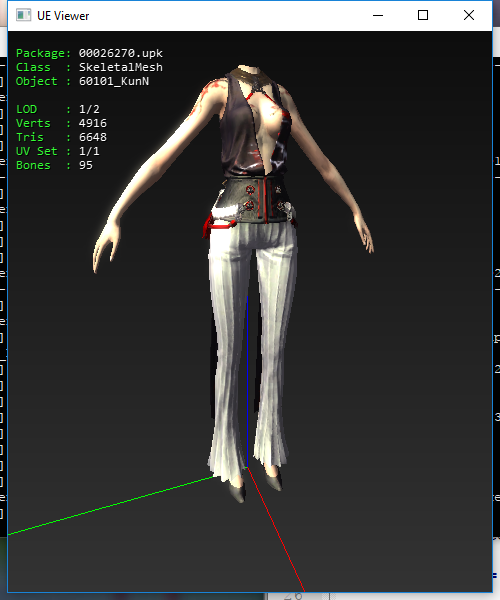 UE Viewer
Package: 00026270.upk
Class : SkeletalMesh
Object : 60101_KunN
LOD : 1/2
Verts : 4916
Tris : 6648
UV Set : 1/1
Bones : 95